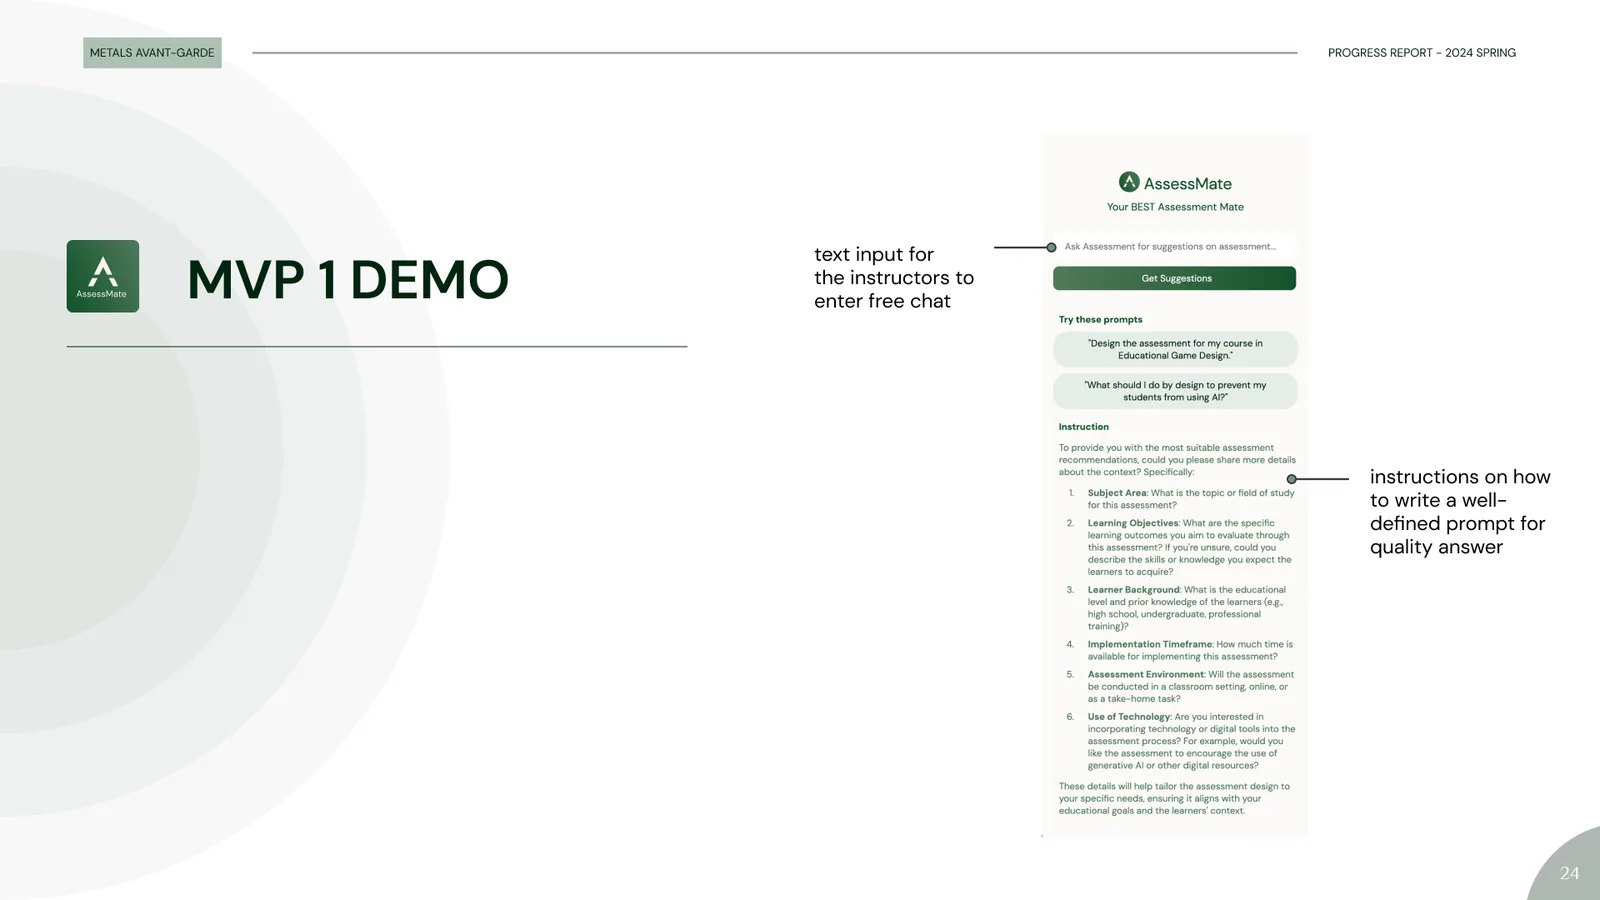 METALS AVANT-GARDE
PROGRESS REPORT - 2024 SPRING
AssessMate
MVP 1 DEMO
text input for
the instructors to
enter free chat
AssessMate
Your BEST Assessment Mate
Ask Assessment for suggestions on assessment...
Get Suggestions
Try these prompts
"Design the assessment for my course in
Educational Game Design."
"What should I do by design to prevent my
students from using AI?"
Instruction
To provide you with the most suitable assessment
recommendations, could you please share more details
about the context? Specifically:
1. Subject Area: What is the topic or field of study
for this assessment?
2. Learning Objectives: What are the specific
learning outcomes you aim to evaluate through
this assessment? If you're unsure, could you
describe the skills or knowledge you expect the
learners to acquire?
3. Learner Background: What is the educational
level and prior knowledge of the learners (e.g.,
high school, undergraduate, professional
training)?
4. Implementation Timeframe: How much time is
available for implementing this assessment?
5. Assessment Environment: Will the assessment
be conducted in a classroom setting, online, or
as a take-home task?
6. Use of Technology: Are you interested in
incorporating technology or digital tools into the
assessment process? For example, would you
like the assessment to encourage the use of
generative AI or other digital resources?
These details will help tailor the assessment design to
your specific needs, ensuring it aligns with your
educational goals and the learners' context.
instructions on how
to write a well-
defined prompt for
quality answer
24